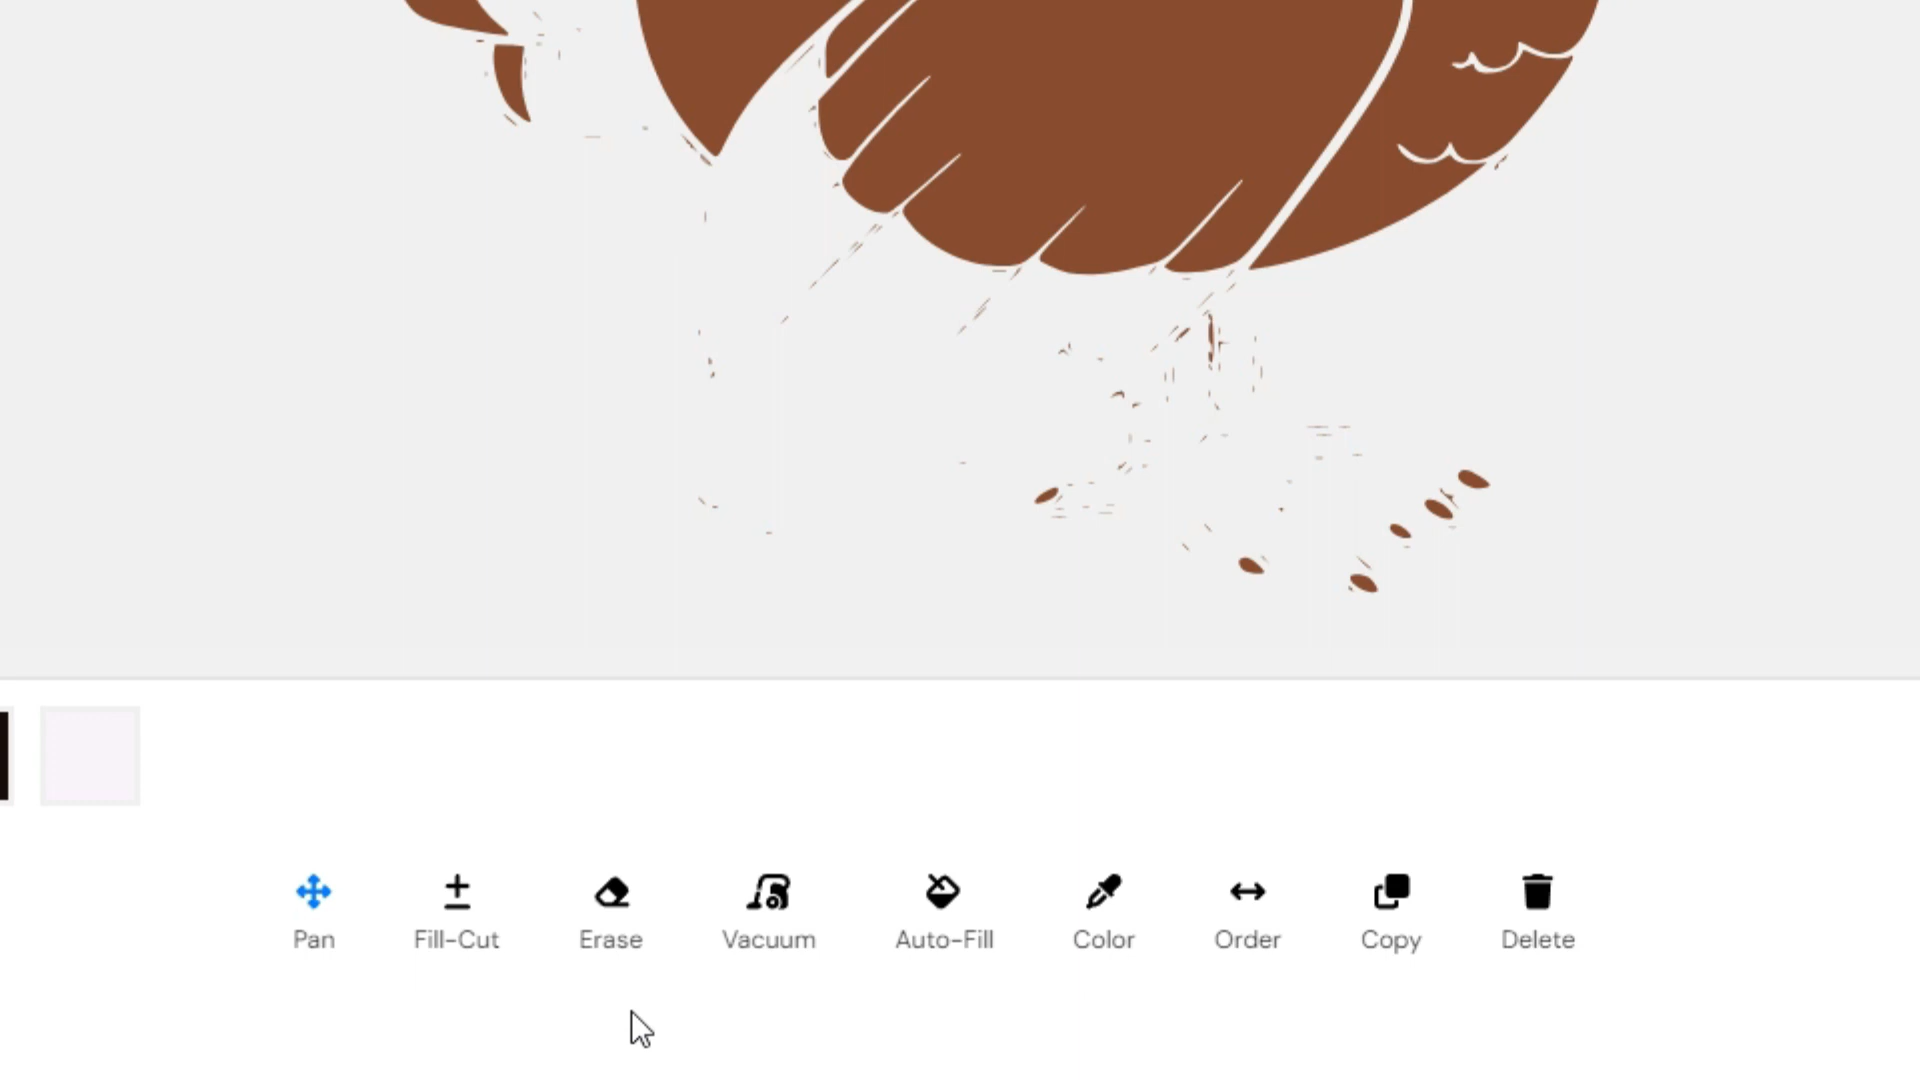 Pan
Fill-Cut
Erase
Vacuum
Auto-Fill
Color
Order
Copy
Delete